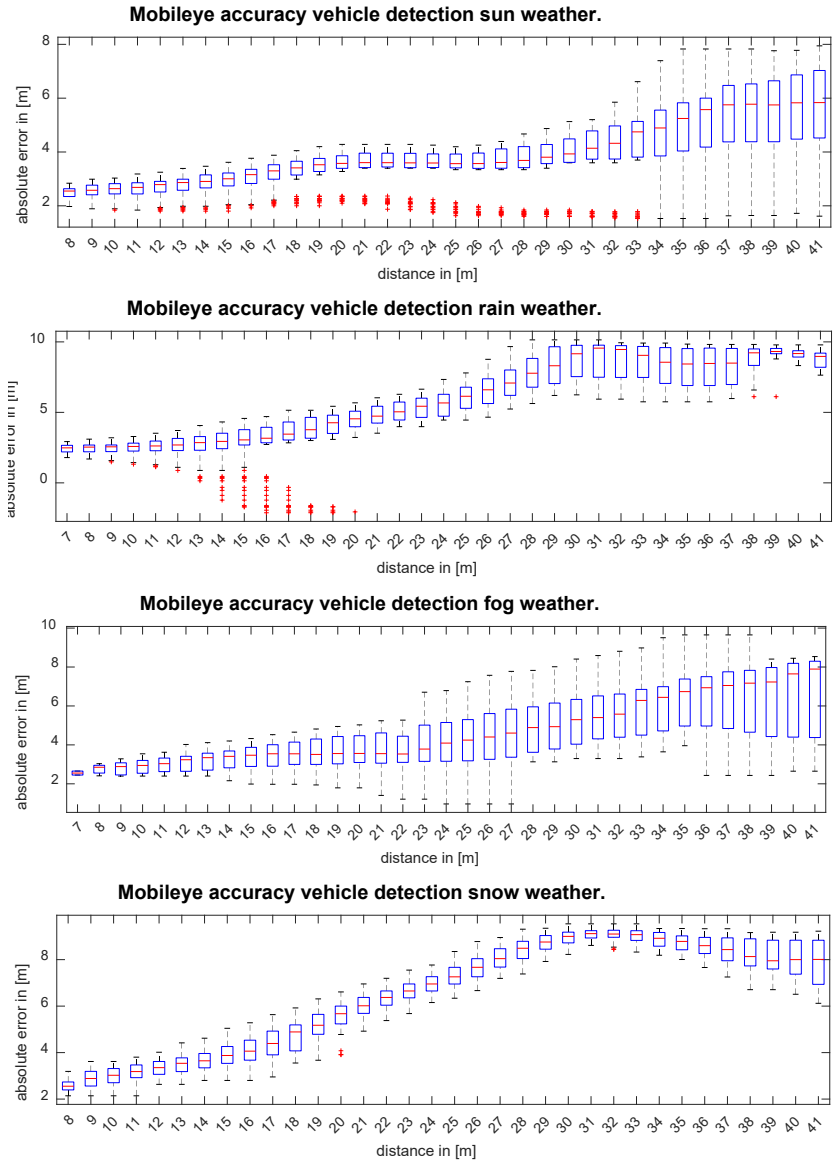 Mobileye accuracy vehicle detection sun weather.
8
6
4
2
absolute error in [m]
8 9 10 11 12 13 14 15 16 17 18 19 20 21 22 23 24 25 26 27 28 29 30 31 32 33 34 35 36 37 38 39 40 41
distance in [m]
Mobileye accuracy vehicle detection rain weather.
10
5
0
absolute error in [m]
7 8 9 10 11 12 13 14 15 16 17 18 19 20 21 22 23 24 25 26 27 28 29 30 31 32 33 34 35 36 37 38 39 40 41
distance in [m]
Mobileye accuracy vehicle detection fog weather.
10
8
6
4
2
absolute error in [m]
7 8 9 10 11 12 13 14 15 16 17 18 19 20 21 22 23 24 25 26 27 28 29 30 31 32 33 34 35 36 37 38 39 40 41
distance in [m]
Mobileye accuracy vehicle detection snow weather.
8
6
4
2
absolute error in [m]
8 9 10 11 12 13 14 15 16 17 18 19 20 21 22 23 24 25 26 27 28 29 30 31 32 33 34 35 36 37 38 39 40 41
distance in [m]